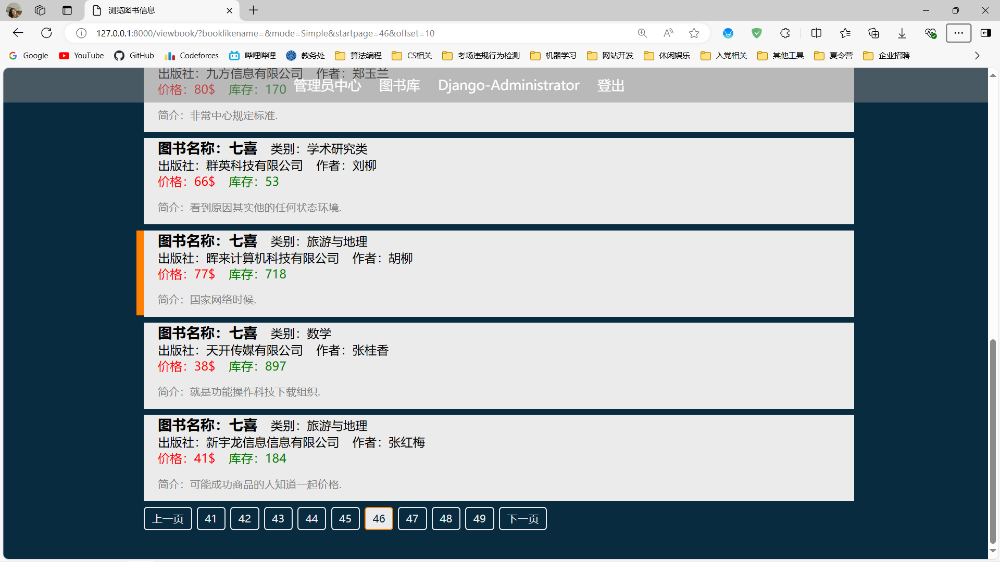 浏览图书信息
127.0.0.1:8000/viewbook/?booklikename=&mode=Simple&startpage=46&offset=10
Google YouTube GitHub Codeforces 哔哩哔哩 教务处 算法编程 CS相关 考场违规行为检测 机器学习 网站开发 休闲娱乐 入党相关 其他工具 夏令营 企业招聘
出版社：九方信息有限公司 作者：郑玉兰
管理员中心 图书库 Django-Administrator 登出
价格：80$ 库存：170
简介：非常中心规定标准.
图书名称：七喜 类别：学术研究类
出版社：群英科技有限公司 作者：刘柳
价格：66$ 库存：53
简介：看到原因其实他的任何状态环境.
图书名称：七喜 类别：旅游与地理
出版社：晖来计算机科技有限公司 作者：胡柳
价格：77$ 库存：718
简介：国家网络时候.
图书名称：七喜 类别：数学
出版社：天开传媒有限公司 作者：张桂香
价格：38$ 库存：897
简介：就是功能操作科技下载组织.
图书名称：七喜 类别：旅游与地理
出版社：新宇龙信息信息有限公司 作者：张红梅
价格：41$ 库存：184
简介：可能成功商品的人知道一起价格.
上一页 41 42 43 44 45 46 47 48 49 下一页